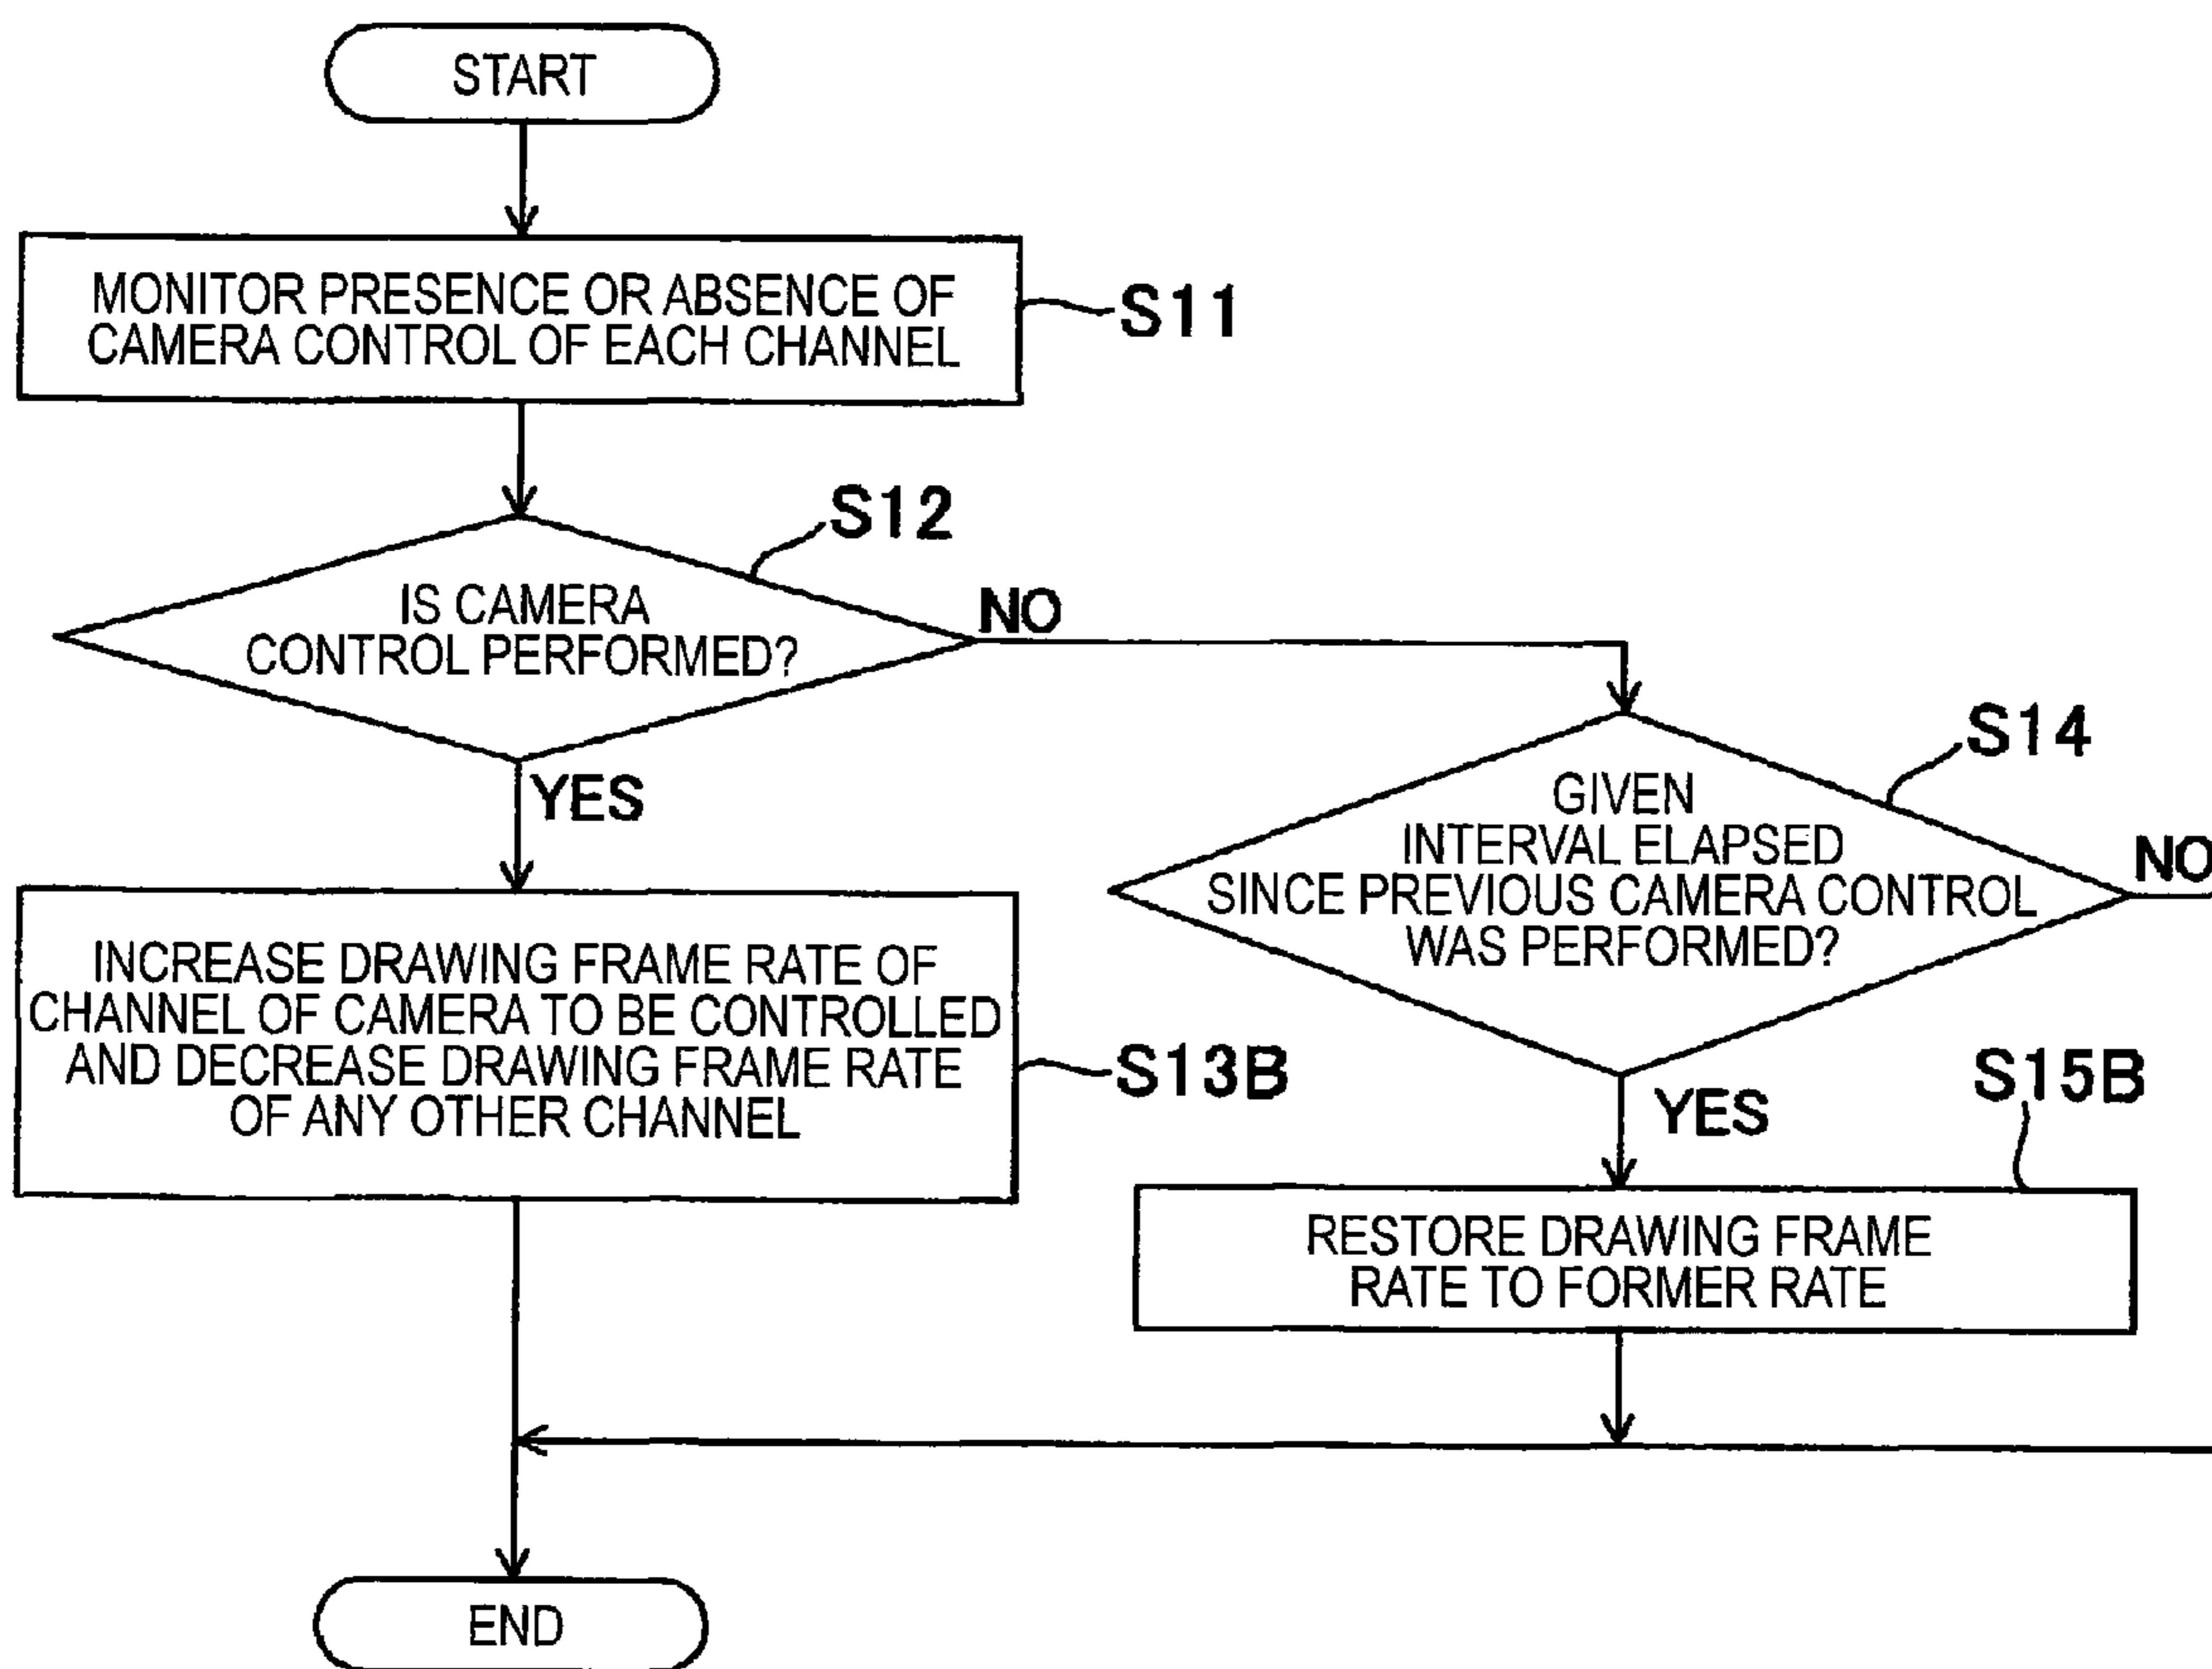 START
MONITOR PRESENCE OR ABSENCE OF
CAMERA CONTROL OF EACH CHANNEL
S11
S12
IS CAMERA
CONTROL PERFORMED?
NO
YES
S14
GIVEN
INTERVAL ELAPSED
SINCE PREVIOUS CAMERA CONTROL
WAS PERFORMED?
NO
YES
INCREASE DRAWING FRAME RATE OF
CHANNEL OF CAMERA TO BE CONTROLLED
AND DECREASE DRAWING FRAME RATE
OF ANY OTHER CHANNEL
S13B
S15B
RESTORE DRAWING FRAME
RATE TO FORMER RATE
END